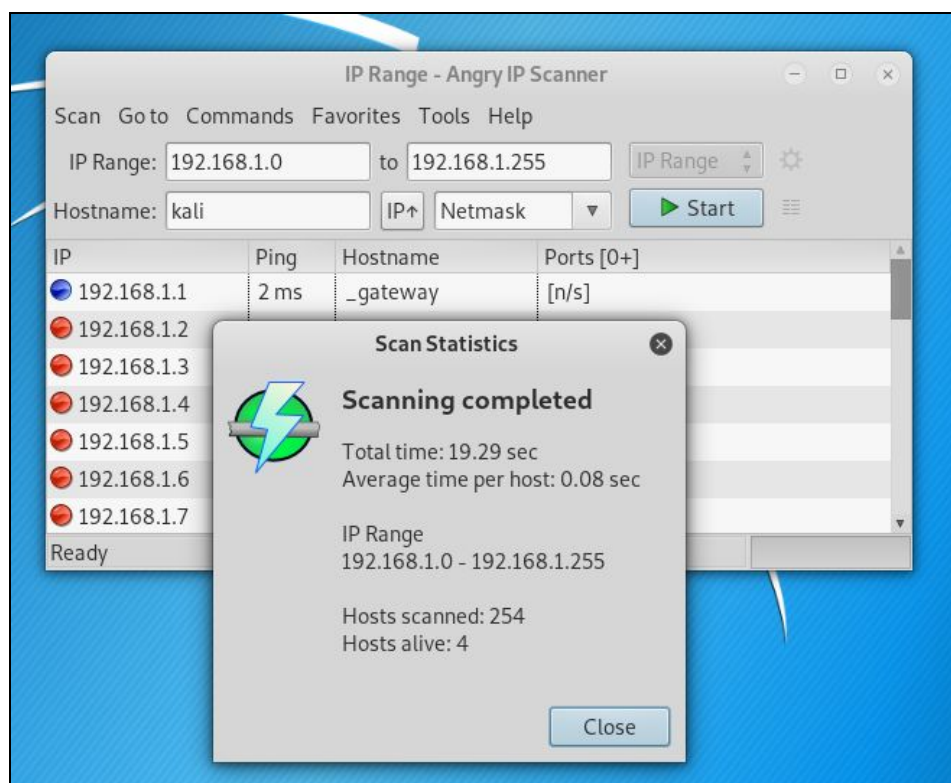 IP Range - Angry IP Scanner
Scan Go to Commands Favorites Tools Help
IP Range: 192.168.1.0 to 192.168.1.255 IP Range
Hostname: kali IP↑ Netmask Start
IP Ping Hostname Ports [0+]
192.168.1.1 2 ms _gateway [n/s]
192.168.1.2
192.168.1.3
192.168.1.4
192.168.1.5
192.168.1.6
192.168.1.7
Ready
Scan Statistics
Scanning completed
Total time: 19.29 sec
Average time per host: 0.08 sec
IP Range
192.168.1.0 - 192.168.1.255
Hosts scanned: 254
Hosts alive: 4
Close